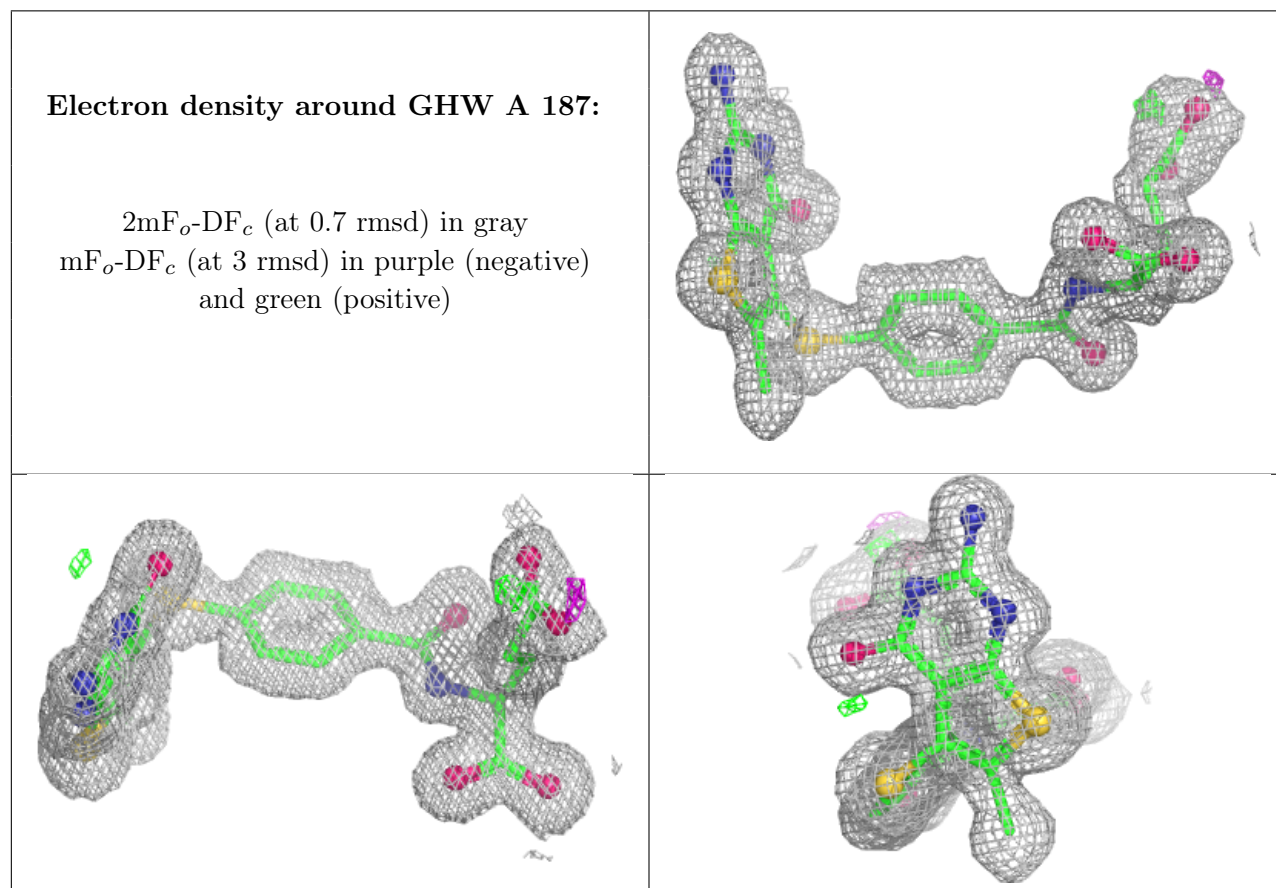 Electron density around GHW A 187:
2mFo-DFc (at 0.7 rmsd) in gray
mFo-DFc (at 3 rmsd) in purple (negative)
and green (positive)